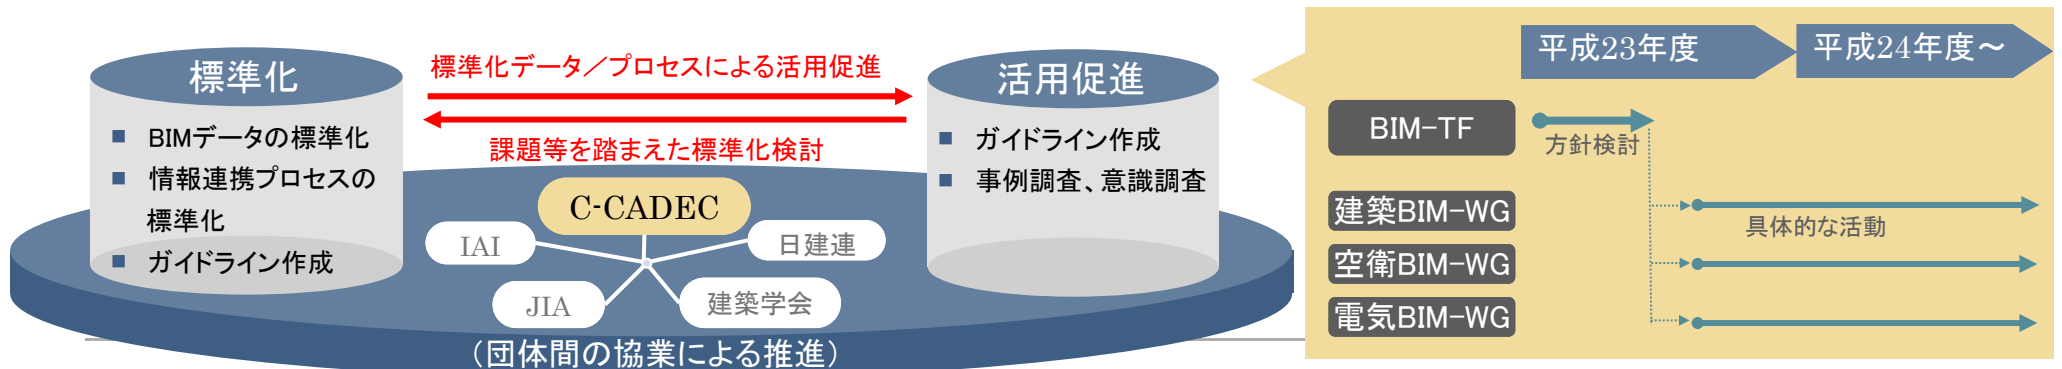 標準化
BIMデータの標準化
情報連携プロセスの
標準化
ガイドライン作成
標準化データ／プロセスによる活用促進
課題等を踏まえた標準化検討
活用促進
ガイドライン作成
事例調査、意識調査
C-CADEC
IAI
日建連
JIA
建築学会
（団体間の協業による推進）
平成23年度
平成24年度～
BIM-TF
方針検討
建築BIM-WG
具体的な活動
空衛BIM-WG
電気BIM-WG